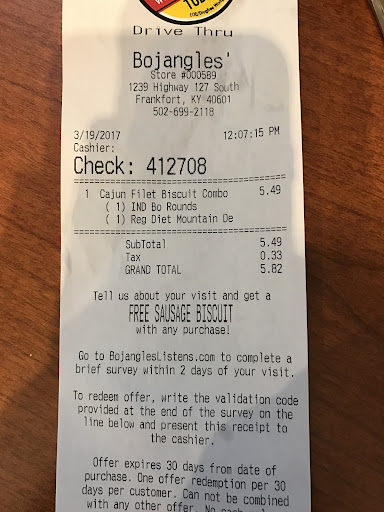 Drive Thru
Bojangles'
Store #000589
1239 Highway 127 South
Frankfort, KY 40601
502-699-2118
3/19/2017 12:07:15 PM
Cashier:
Check: 412708
1 Cajun Filet Biscuit Combo 5.49
( 1) IND Bo Rounds
( 1) Reg Diet Mountain De
SubTotal 5.49
Tax 0.33
GRAND TOTAL 5.82
Tell us about your visit and get a
FREE SAUSAGE BISCUIT
with any purchase!
Go to BojanglesListens.com to complete a
brief survey within 2 days of your visit.
To redeem offer, write the validation code
provided at the end of the survey on the
line below and present this receipt to
the cashier.
Offer expires 30 days from date of
purchase. One offer redemption per 30
days per customer. Can not be combined
with any other offer. No